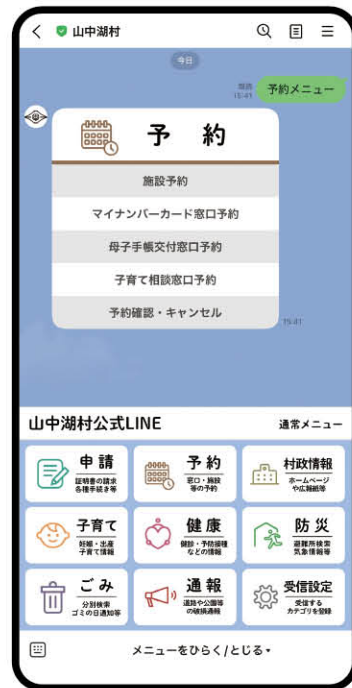 山中湖村
今日
既読
15:41
予約メニュー
予 約
施設予約
マイナンバーカード窓口予約
母子手帳交付窓口予約
子育て相談窓口予約
予約確認・キャンセル
15:41
山中湖村公式LINE
通常メニュー
申請
証明書の請求
各種手続き等
予約
窓口・施設
等の予約
村政情報
ホームページ
や広報紙等
子育て
妊娠・出産
子育て情報
健康
健診・予防接種
などの情報
防災
避難所検索
気象情報等
ごみ
分別検索
ゴミの日通知等
通報
道路や公園等
の破損通報
受信設定
受信する
カテゴリを登録
メニューをひらく/とじる▾